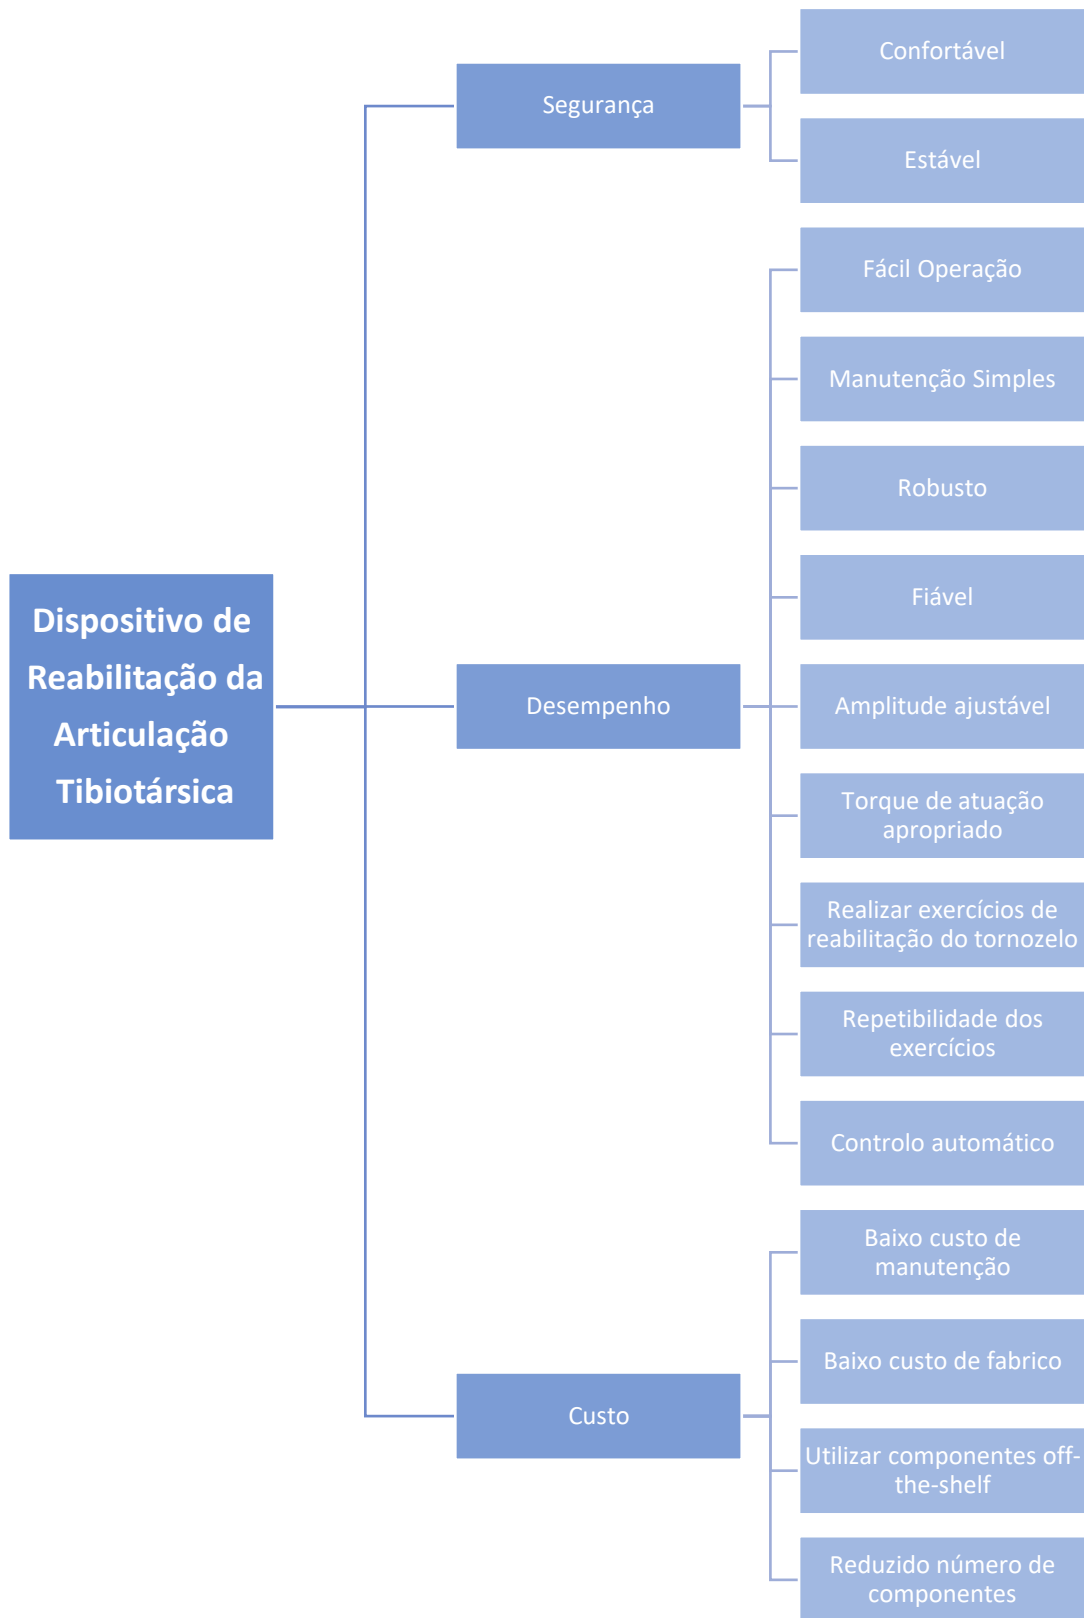 Dispositivo de
Reabilitação da
Articulação
Tibiotársica
Segurança
Confortável
Estável
Desempenho
Fácil Operação
Manutenção Simples
Robusto
Fiável
Amplitude ajustável
Torque de atuação
apropriado
Realizar exercícios de
reabilitação do tornozelo
Repetibilidade dos
exercícios
Controlo automático
Custo
Baixo custo de
manutenção
Baixo custo de fabrico
Utilizar componentes off-
the-shelf
Reduzido número de
componentes